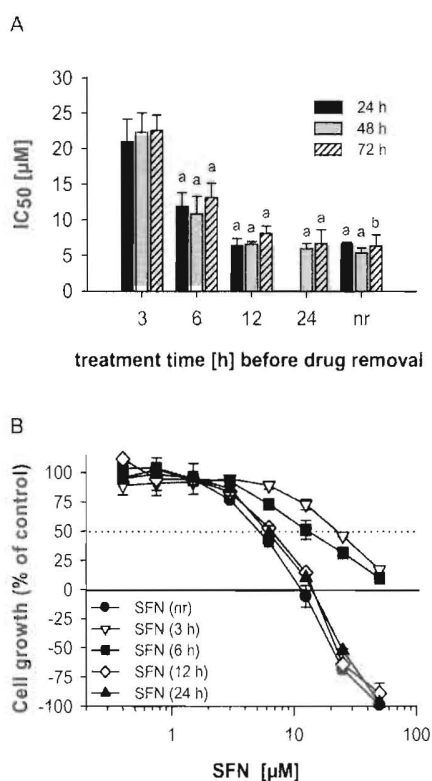 A
30
25
20
15
10
5
0
IC50 [µM]
24 h
48 h
72 h
a a a
a a a
a a
a a b
3 6 12 24 nr
treatment time [h] before drug removal
B
100
75
50
25
0
-25
-50
-75
-100
Cell growth (% of control)
SFN (nr)
SFN (3 h)
SFN (6 h)
SFN (12 h)
SFN (24 h)
1 10 100
SFN [µM]